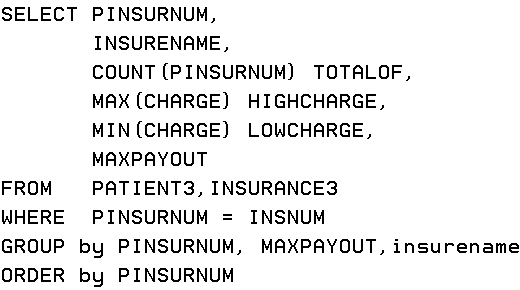 SELECT PINSURNUM,
INSURENAME,
COUNT(PINSURNUM) TOTALOF,
MAX(CHARGE) HIGHCHARGE,
MIN(CHARGE) LOWCHARGE,
MAXPAYOUT
FROM PATIENT3,INSURANCE3
WHERE PINSURNUM = INSNUM
GROUP by PINSURNUM, MAXPAYOUT,insurename
ORDER by PINSURNUM